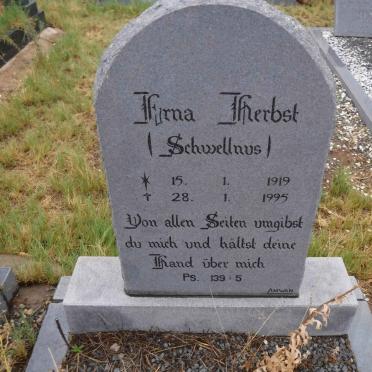 Erna Herbst
(Schwellnus)
* 15. 1. 1919
† 28. 1. 1995
Von allen Seiten umgibst
du mich und hältst deine
Hand über mich
Ps. 139:5